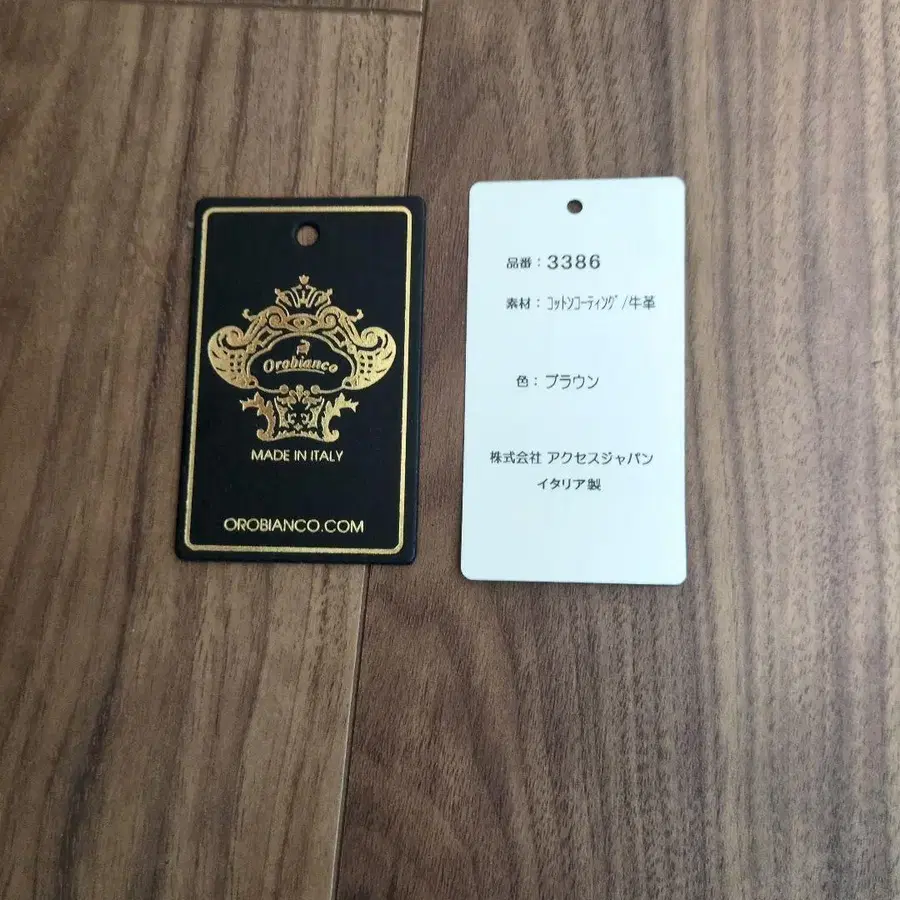 Orobianco
MADE IN ITALY
OROBIANCO.COM
品番：3386
素材：ｺｯﾄﾝｺｰﾃｨﾝｸﾞ/牛革
色：ブラウン
株式会社 アクセスジャパン
イタリア製